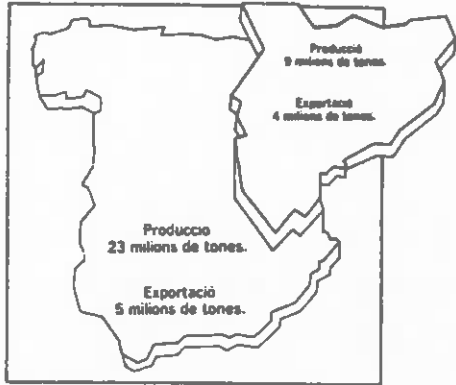 Producció
9 milions de tones.
Exportació
4 milions de tones.
Produccio
23 milions de tones.
Exportació
5 milions de tones.